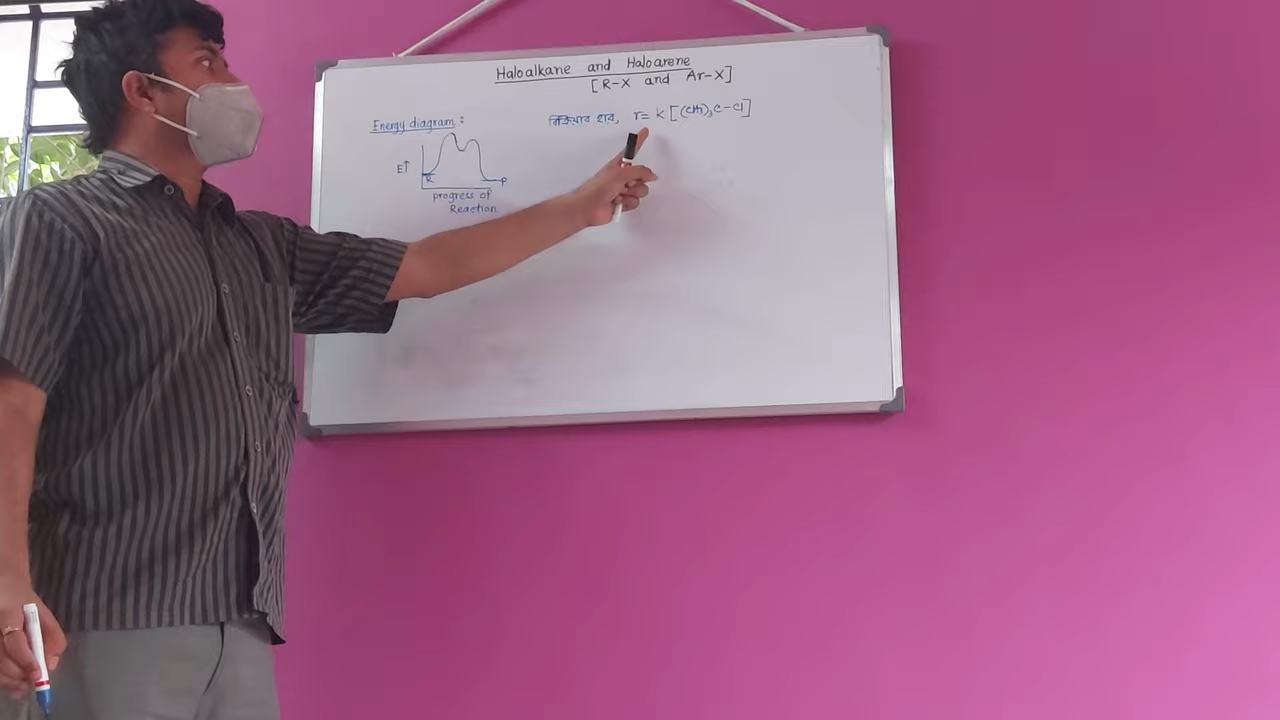 Haloalkane and Haloarene
[R-X and Ar-X]
Energy diagram:
E↑
R
P
progress of
Reaction
বিক্রিয়ার হার, r = k [(CH₃)₃C-Cl]